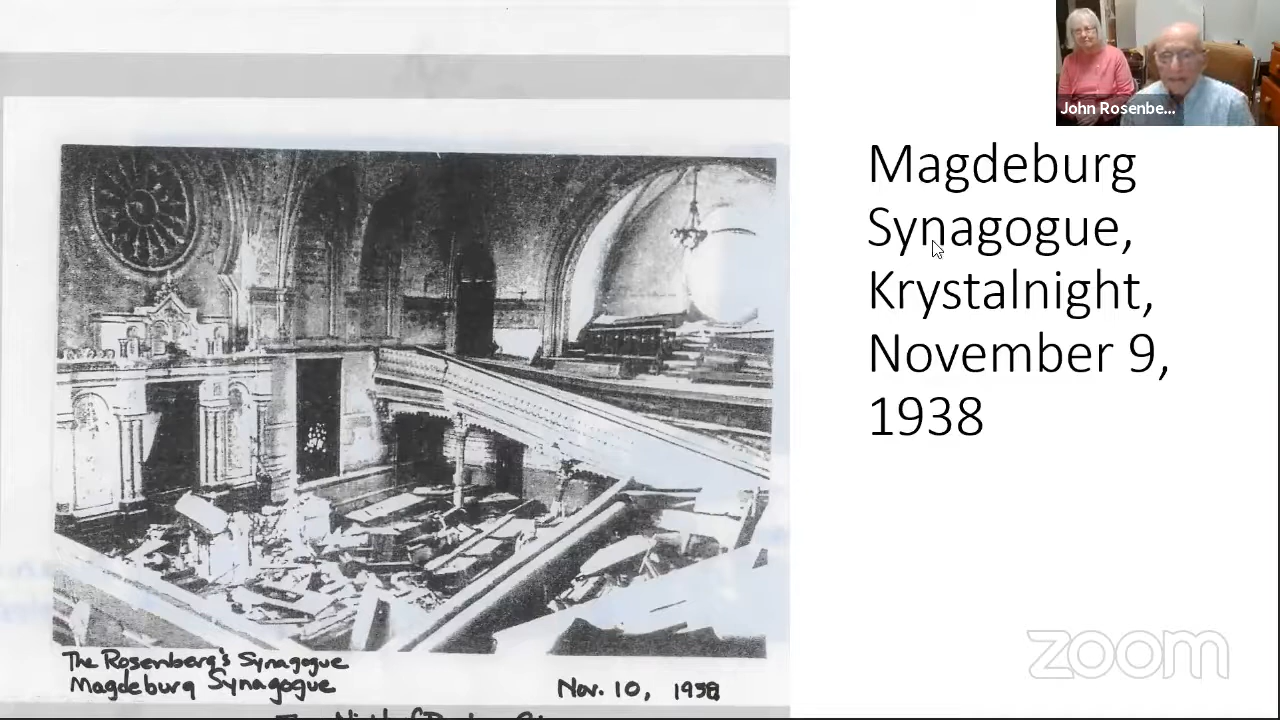 John Rosenbe...
Magdeburg
Synagogue,
Krystalnight,
November 9,
1938
The Rosenberg's Synagogue
Magdeburg Synagogue
Nov. 10, 1938
zoom